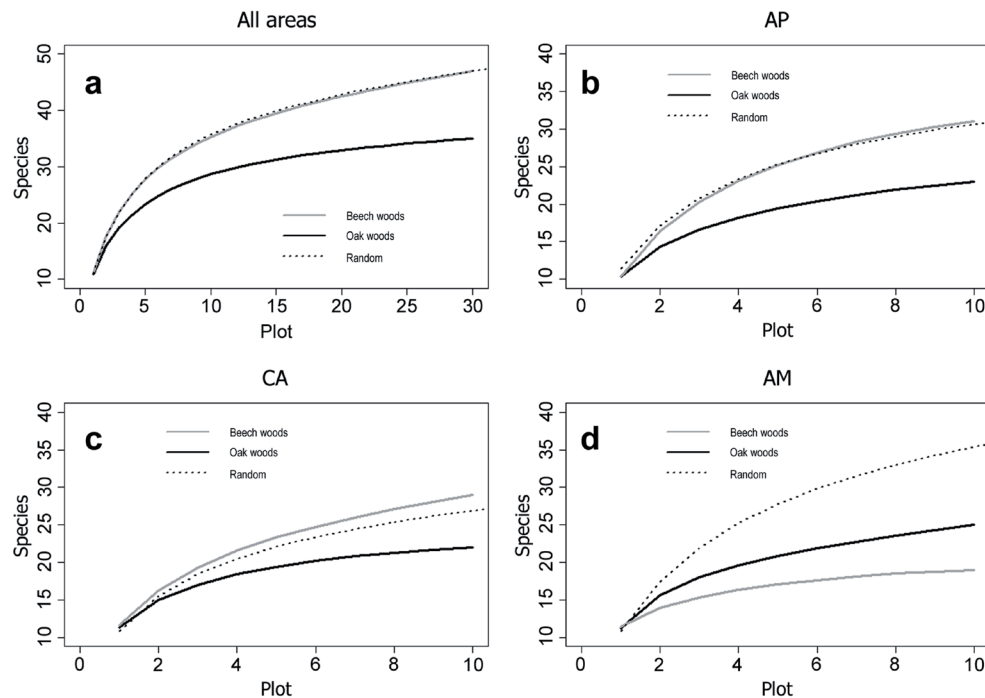 All areas
a
Species
50
40
30
20
10
Beech woods
Oak woods
Random
0 5 10 15 20 25 30
Plot
AP
b
Species
40
35
30
25
20
15
10
Beech woods
Oak woods
Random
0 2 4 6 8 10
Plot
CA
c
Species
40
35
30
25
20
15
10
Beech woods
Oak woods
Random
0 2 4 6 8 10
Plot
AM
d
Species
40
35
30
25
20
15
10
Beech woods
Oak woods
Random
0 2 4 6 8 10
Plot